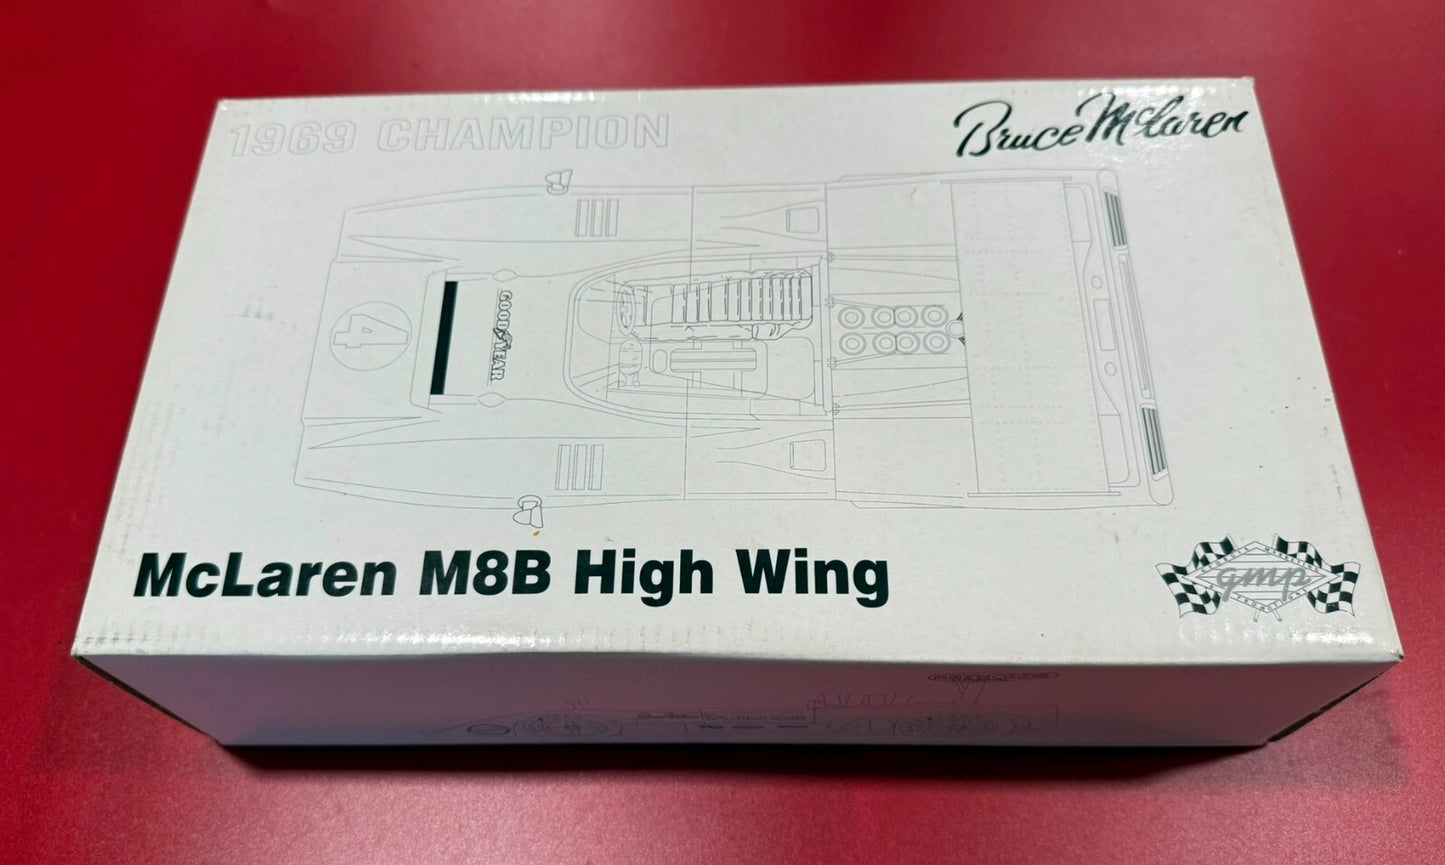 1969 CHAMPION
Bruce McLaren
4
GOODYEAR
McLaren M8B High Wing
gmp